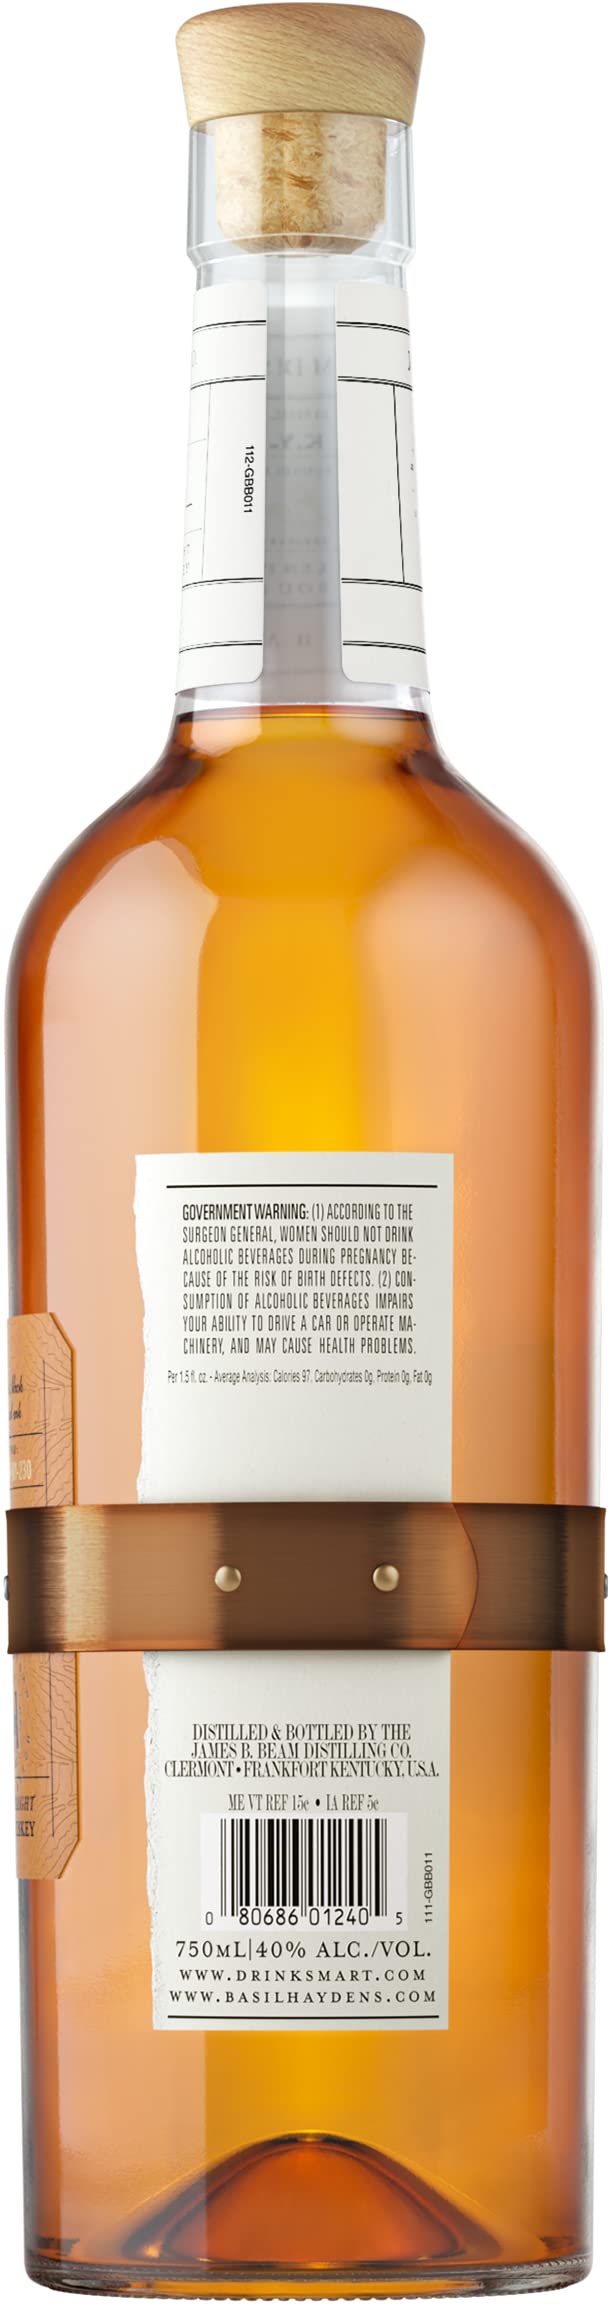 112-GBB011
GOVERNMENT WARNING: (1) ACCORDING TO THE
SURGEON GENERAL, WOMEN SHOULD NOT DRINK
ALCOHOLIC BEVERAGES DURING PREGNANCY BE-
CAUSE OF THE RISK OF BIRTH DEFECTS. (2) CON-
SUMPTION OF ALCOHOLIC BEVERAGES IMPAIRS
YOUR ABILITY TO DRIVE A CAR OR OPERATE MA-
CHINERY, AND MAY CAUSE HEALTH PROBLEMS.
Per 1.5 fl. oz. - Average Analysis: Calories 97, Carbohydrates 0g, Protein 0g, Fat 0g
DISTILLED & BOTTLED BY THE
JAMES B. BEAM DISTILLING CO.
CLERMONT • FRANKFORT KENTUCKY, U.S.A.
ME VT REF 15¢ • IA REF 5¢
0 80686 01240 5
111-GBB011
750ML|40% ALC./VOL.
WWW.DRINKSMART.COM
WWW.BASILHAYDENS.COM